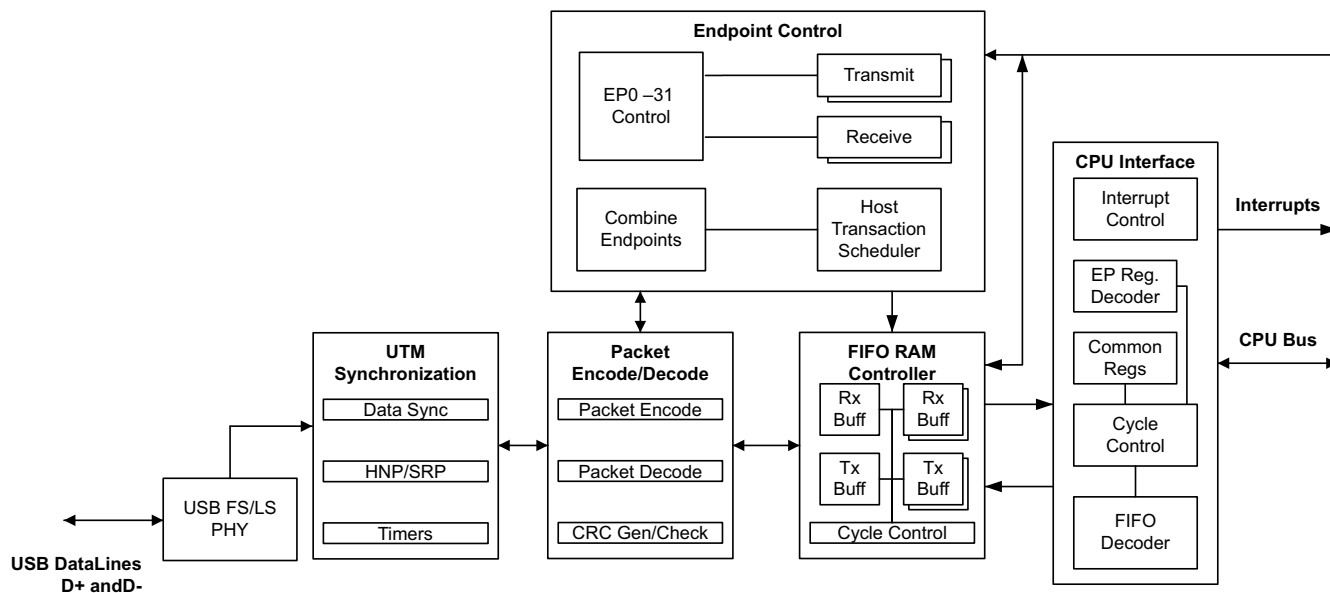 Endpoint Control
EP0 –31
Control
Transmit
Receive
Combine
Endpoints
Host
Transaction
Scheduler
CPU Interface
Interrupt
Control
EP Reg.
Decoder
Common
Regs
Cycle
Control
FIFO
Decoder
Interrupts
CPU Bus
UTM
Synchronization
Data Sync
HNP/SRP
Timers
Packet
Encode/Decode
Packet Encode
Packet Decode
CRC Gen/Check
FIFO RAM
Controller
Rx
Buff
Rx
Buff
Tx
Buff
Tx
Buff
Cycle Control
USB FS/LS
PHY
USB DataLines
D+ andD-